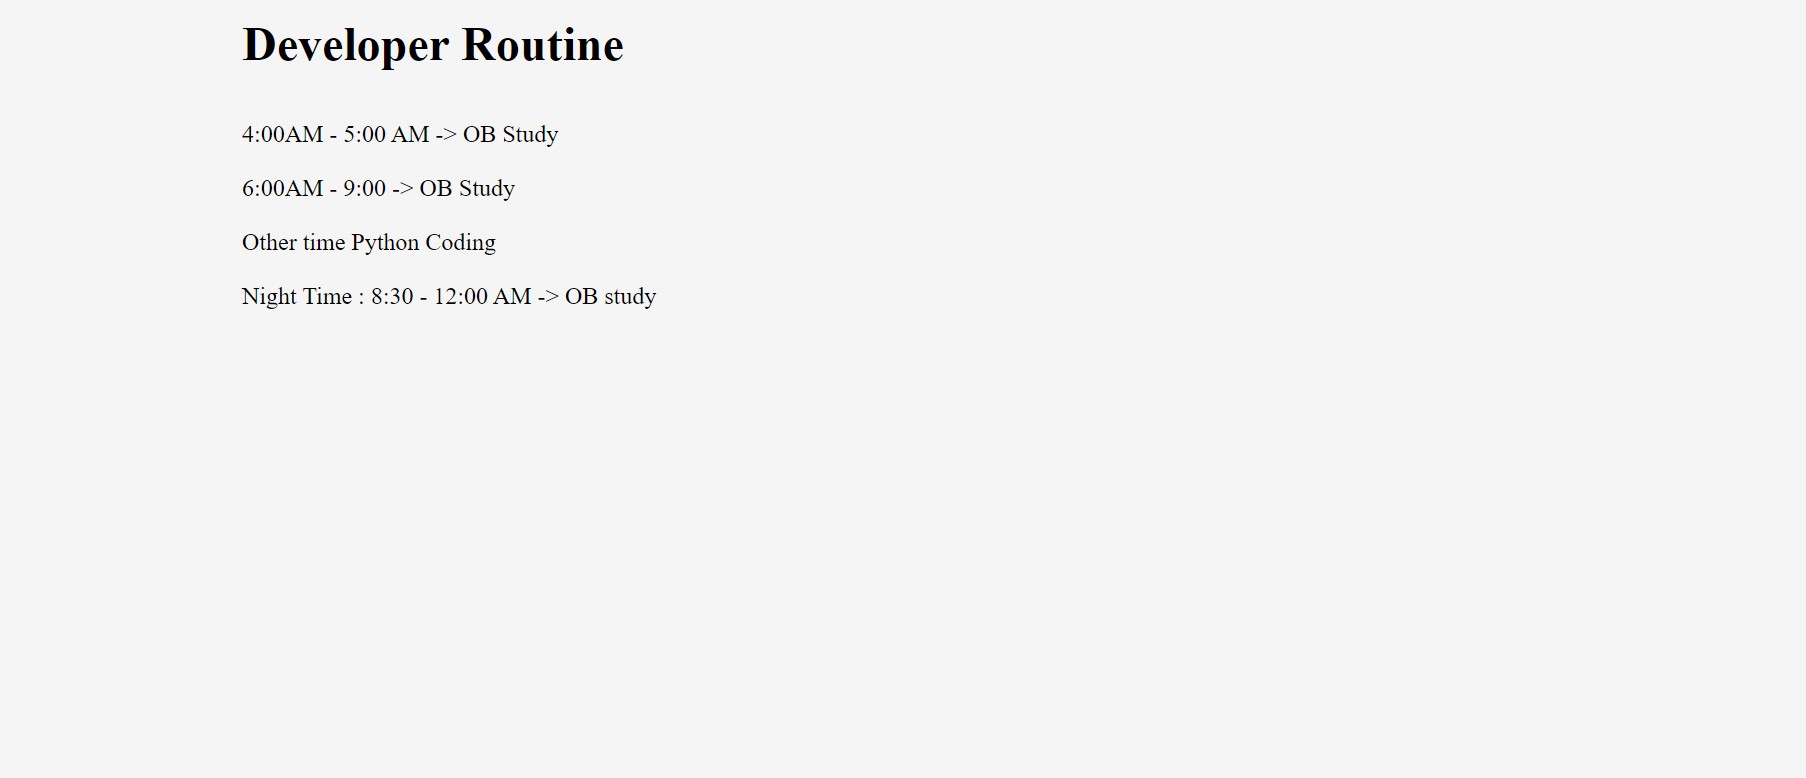 Developer Routine
4:00AM - 5:00 AM -> OB Study
6:00AM - 9:00 -> OB Study
Other time Python Coding
Night Time : 8:30 - 12:00 AM -> OB study